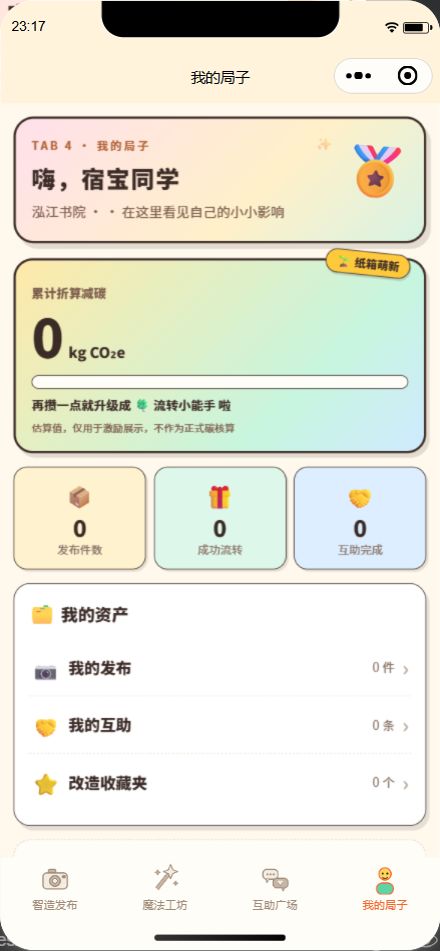 23:17
我的局子
TAB 4 · 我的局子
嗨，宿宝同学
泓江书院 · · 在这里看见自己的小小影响
纸箱萌新
累计折算减碳
0 kg CO₂e
再攒一点就升级成 🍀 流转小能手 啦
估算值，仅用于激励展示，不作为正式碳核算
0
发布件数
0
成功流转
0
互助完成
我的资产
我的发布 0 件 ›
我的互助 0 条 ›
改造收藏夹 0 个 ›
智造发布
魔法工坊
互助广场
我的局子